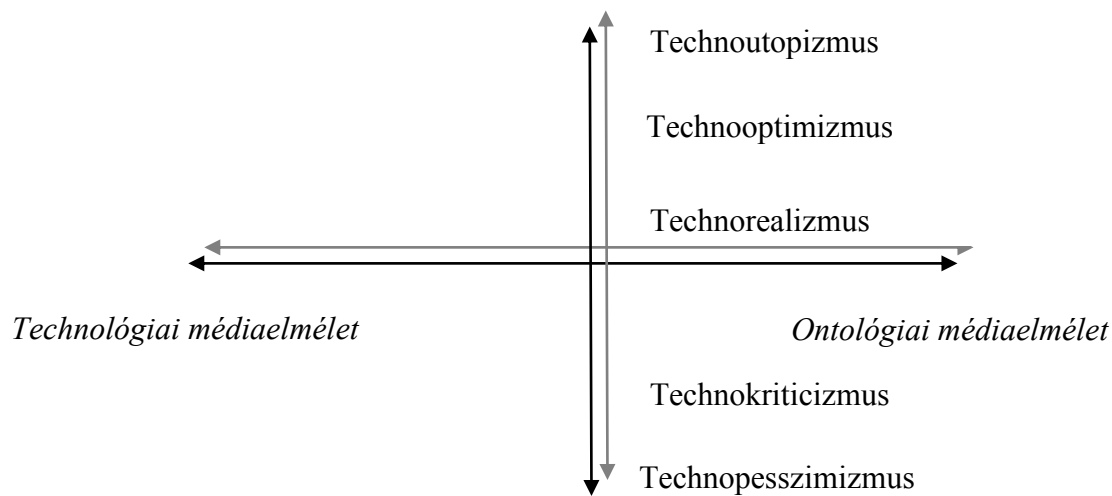 Technoutopizmus
Technooptimizmus
Technorealizmus
Technológiai médiaelmélet
Ontológiai médiaelmélet
Technokriticizmus
Technopesszimizmus